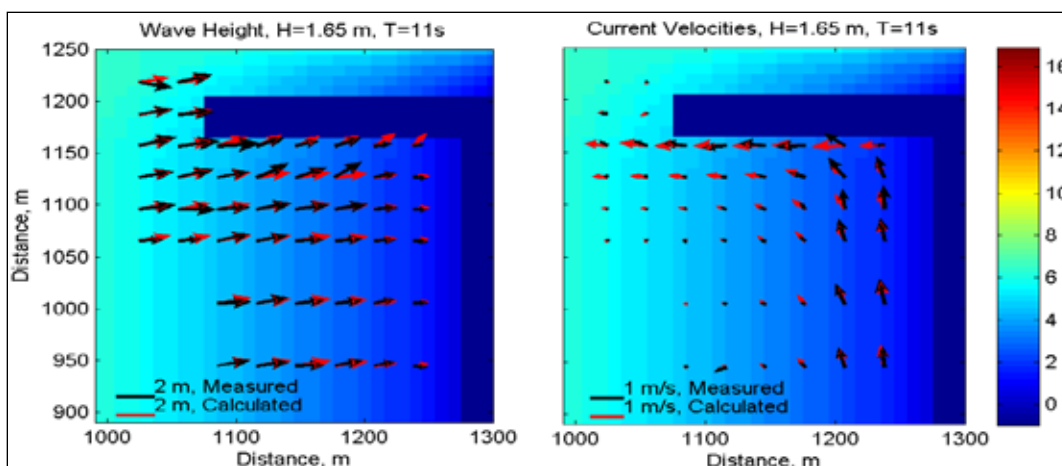 Wave Height, H=1.65 m, T=11s
Current Velocities, H=1.65 m, T=11s
1250
1200
1150
1100
1050
1000
950
900
Distance, m
2 m, Measured
2 m, Calculated
1 m/s, Measured
1 m/s, Calculated
1000 1100 1200 1300
Distance, m
1000 1100 1200 1300
Distance, m
16
14
12
10
8
6
4
2
0